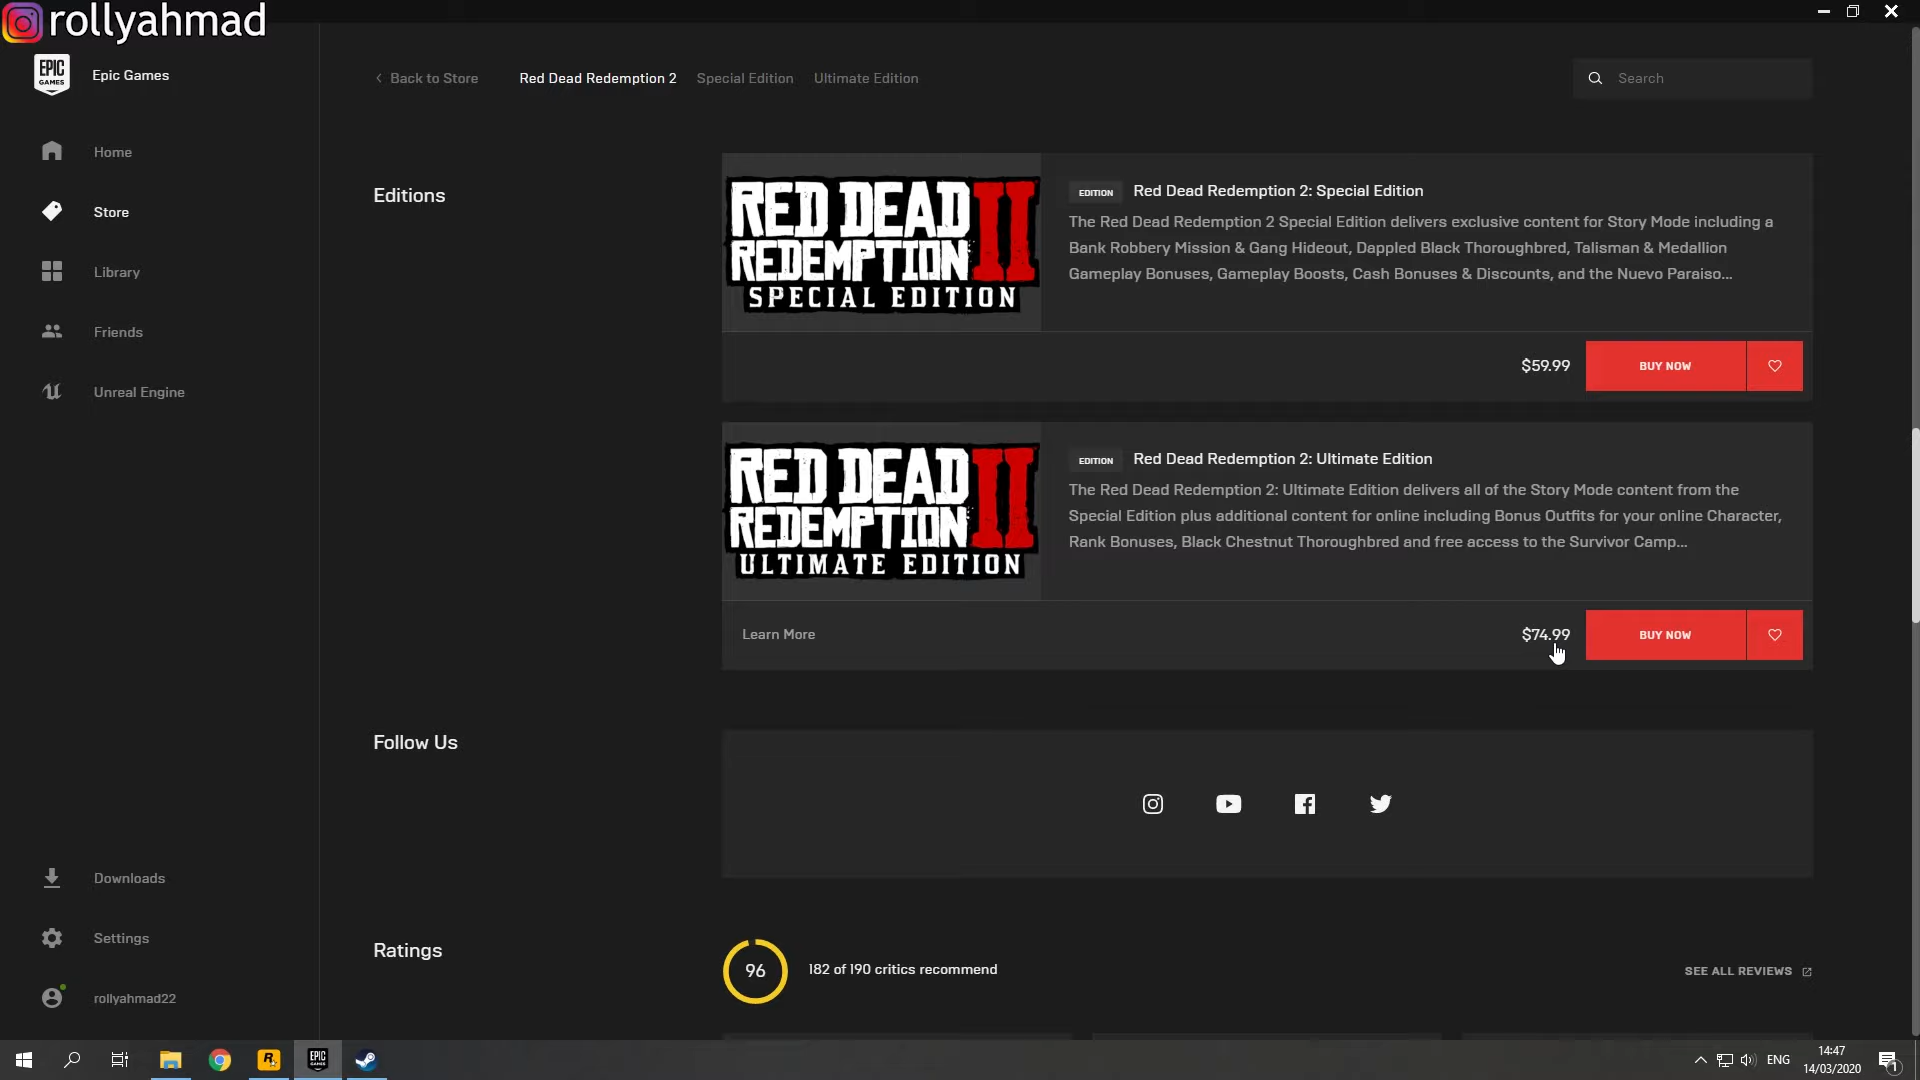 rollyahmad
EPIC GAMES
Epic Games
Back to Store
Red Dead Redemption 2
Special Edition
Ultimate Edition
Search
Home
Store
Library
Friends
Unreal Engine
Editions
RED DEAD
REDEMPTION II
SPECIAL EDITION
EDITION
Red Dead Redemption 2: Special Edition
The Red Dead Redemption 2 Special Edition delivers exclusive content for Story Mode including a
Bank Robbery Mission & Gang Hideout, Dappled Black Thoroughbred, Talisman & Medallion
Gameplay Bonuses, Gameplay Boosts, Cash Bonuses & Discounts, and the Nuevo Paraiso...
$59.99
BUY NOW
RED DEAD
REDEMPTION II
ULTIMATE EDITION
EDITION
Red Dead Redemption 2: Ultimate Edition
The Red Dead Redemption 2: Ultimate Edition delivers all of the Story Mode content from the
Special Edition plus additional content for online including Bonus Outfits for your online Character,
Rank Bonuses, Black Chestnut Thoroughbred and free access to the Survivor Camp...
Learn More
$74.99
BUY NOW
Follow Us
Ratings
96
182 of 190 critics recommend
SEE ALL REVIEWS
Downloads
Settings
rollyahmad22
R
EPIC GAMES
ENG
14:47
14/03/2020
1